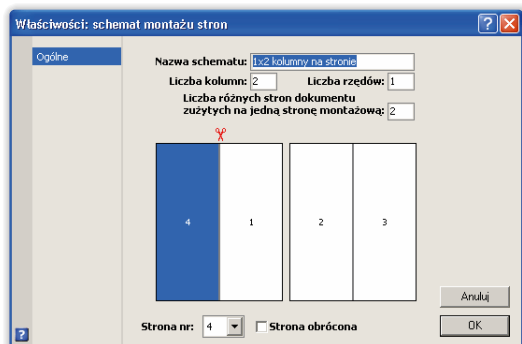 Właściwości: schemat montażu stron
Ogólne
Nazwa schematu: 1x2 kolumny na stronie
Liczba kolumn: 2 Liczba rzędów: 1
Liczba różnych stron dokumentu
zużytych na jedną stronę montażową: 2
4 1 2 3
Anuluj
Strona nr: 4 Strona obrócona OK